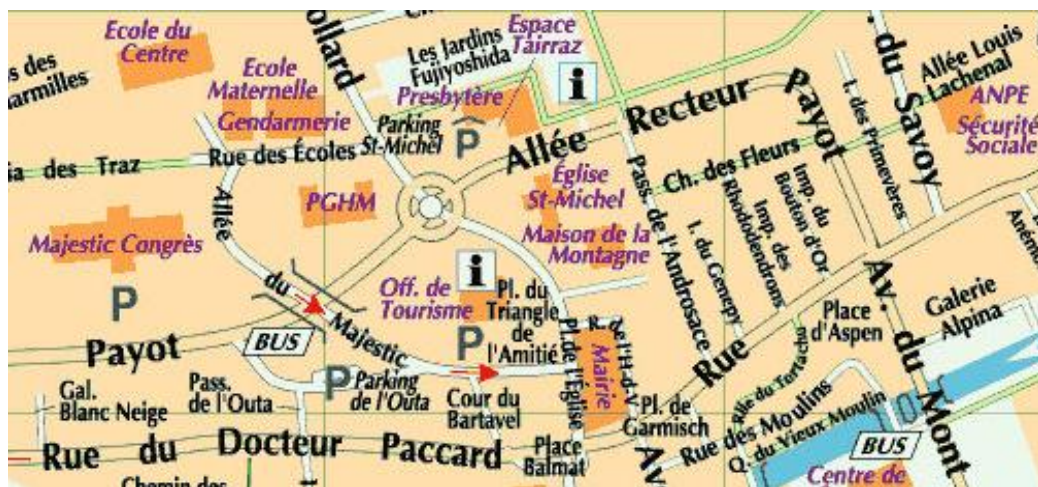 Ecole du
Centre
ollard
Les Jardins
Fujiyoshida
Espace
Tairraz
Av. du Savoy
Allée Louis
Lachenal
s des
armilles
Ecole
Maternelle
Gendarmerie
Presbytère
Parking
St-Michel
P
i
Allée Recteur Payot
I. des Primevères
ANPE
Sécurité
Sociale
ia des Traz
Rue des Écoles
Ch. des Fleurs
Pass. de l'Androsace
Majestic Congrès
PGHM
Église
St-Michel
Maison de la
Montagne
I. du Genepy
Imp. des
Rhododendrons
Imp. du
Bouton d'Or
Allée du Majestic
P
i
Off. de
Tourisme
P
Pl. du
Triangle
de
l'Amitié
Pl. de l'Église
R. de l'H-d-V
Mairie
Place
d'Aspen
Galerie
Alpina
Payot
BUS
Gal.
Blanc Neige
Pass.
de l'Outa
P
Parking
de l'Outa
Cour du
Bartavel
Pl. de
Garmisch
Rue
Rue des Moulins
Q. du Vieux Moulin
Av. du Mont
BUS
Rue du Docteur Paccard
Place
Balmat
Av
Centre de
Chemin des